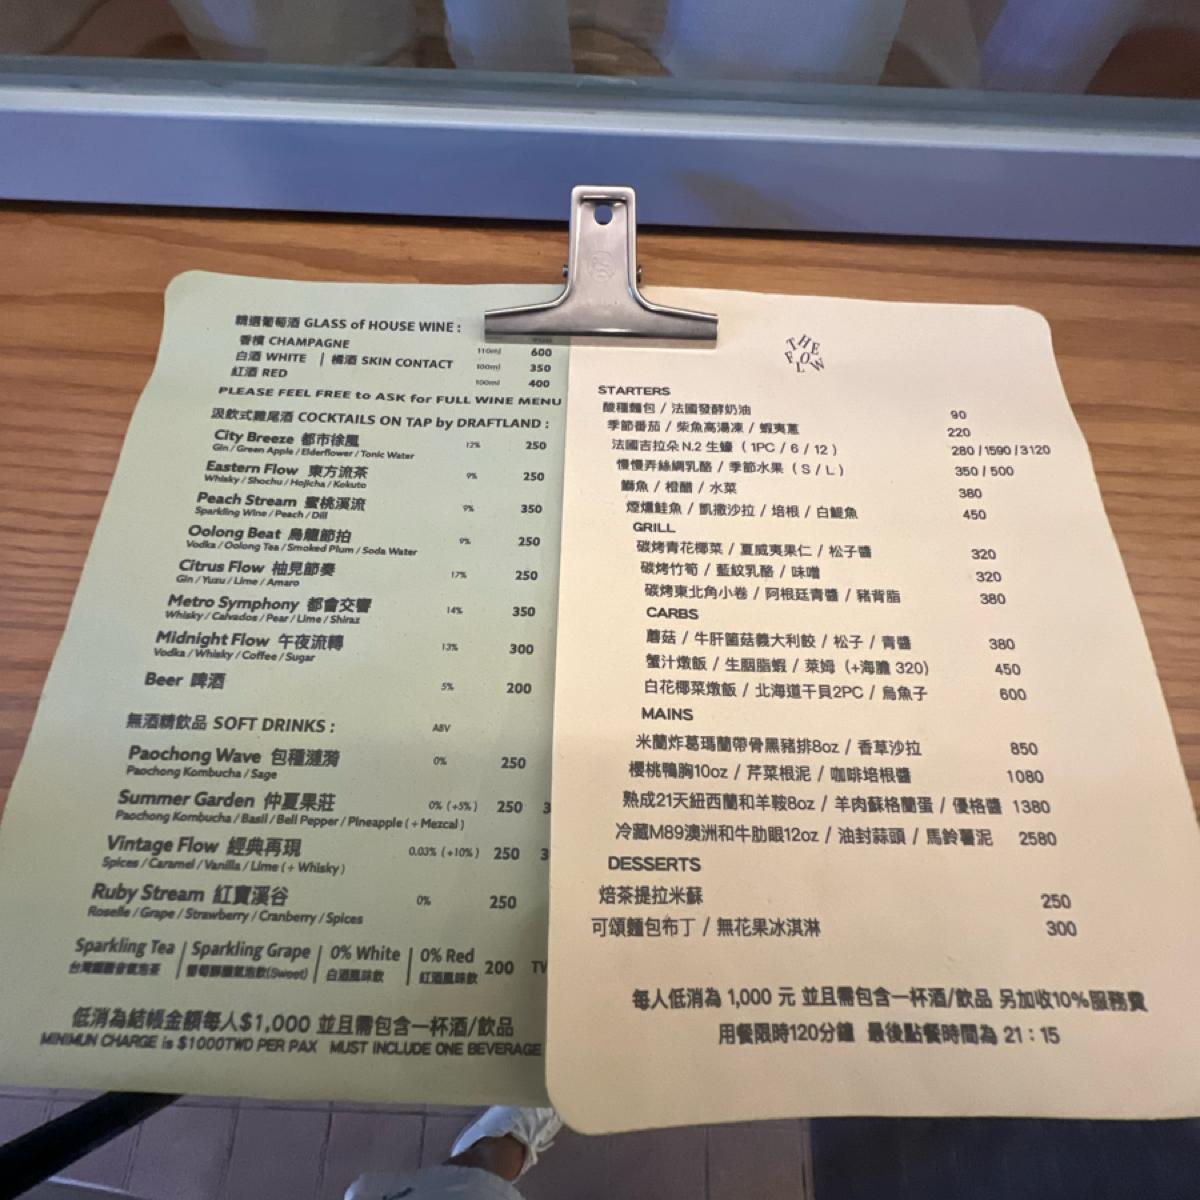 精選葡萄酒 GLASS of HOUSE WINE :
香檳 CHAMPAGNE 110ml 600
白酒 WHITE | 橘酒 SKIN CONTACT 100ml 350
紅酒 RED 100ml 400
PLEASE FEEL FREE to ASK for FULL WINE MENU
汲飲式雞尾酒 COCKTAILS ON TAP by DRAFTLAND :
City Breeze 都市徐風 12% 250
Gin / Green Apple / Elderflower / Tonic Water
Eastern Flow 東方流茶 9% 250
Whisky / Shochu / Hojicha / Kokuto
Peach Stream 蜜桃溪流 9% 350
Sparkling Wine / Peach / Dill
Oolong Beat 烏龍節拍 9% 250
Vodka / Oolong Tea / Smoked Plum / Soda Water
Citrus Flow 柚見節奏 17% 250
Gin / Yuzu / Lime / Amaro
Metro Symphony 都會交響 14% 350
Whisky / Calvados / Pear / Lime / Shiraz
Midnight Flow 午夜流轉 13% 300
Vodka / Whisky / Coffee / Sugar
Beer 啤酒 5% 200
無酒精飲品 SOFT DRINKS : ABV
Paochong Wave 包種漣漪 0% 250
Paochong Kombucha / Sage
Summer Garden 仲夏果莊 0% (+5%) 250 3
Paochong Kombucha / Basil / Bell Pepper / Pineapple ( + Mezcal )
Vintage Flow 經典再現 0.03% (+10%) 250 3
Spices / Caramel / Vanilla / Lime ( + Whisky )
Ruby Stream 紅寶溪谷 0% 250
Roselle / Grape / Strawberry / Cranberry / Spices
Sparkling Tea | Sparkling Grape | 0% White | 0% Red 200 TW
(Sweet) 白酒風味飲 紅酒風味飲
低消為結帳金額每人$1,000 並且需包含一杯酒/飲品
MINIMUN CHARGE is $1000TWD PER PAX MUST INCLUDE ONE BEVERAGE
THE
FLOW
STARTERS
酸種麵包 / 法國發酵奶油 90
季節番茄 / 柴魚高湯凍 / 蝦夷蔥 220
法國吉拉朵 N.2 生蠔 ( 1PC / 6 / 12 ) 280 / 1590 / 3120
慢慢弄絲綢乳酪 / 季節水果 ( S / L ) 350 / 500
鰤魚 / 橙醋 / 水菜 380
煙燻鮭魚 / 凱撒沙拉 / 培根 / 白鯷魚 450
GRILL
碳烤青花椰菜 / 夏威夷果仁 / 松子醬 320
碳烤竹筍 / 藍紋乳酪 / 味噌 320
碳烤東北角小卷 / 阿根廷青醬 / 豬背脂 380
CARBS
蘑菇 / 牛肝菌菇義大利餃 / 松子 / 青醬 380
蟹汁燉飯 / 生胭脂蝦 / 萊姆 (+海膽 320) 450
白花椰菜燉飯 / 北海道干貝2PC / 烏魚子 600
MAINS
米蘭炸葛瑪蘭帶骨黑豬排8oz / 香草沙拉 850
櫻桃鴨胸10oz / 芹菜根泥 / 咖啡培根醬 1080
熟成21天紐西蘭和羊鞍8oz / 羊肉蘇格蘭蛋 / 優格醬 1380
冷藏M89澳洲和牛肋眼12oz / 油封蒜頭 / 馬鈴薯泥 2580
DESSERTS
焙茶提拉米蘇 250
可頌麵包布丁 / 無花果冰淇淋 300
每人低消為 1,000 元 並且需包含一杯酒/飲品 另加收10%服務費
用餐限時120分鐘 最後點餐時間為 21 : 15